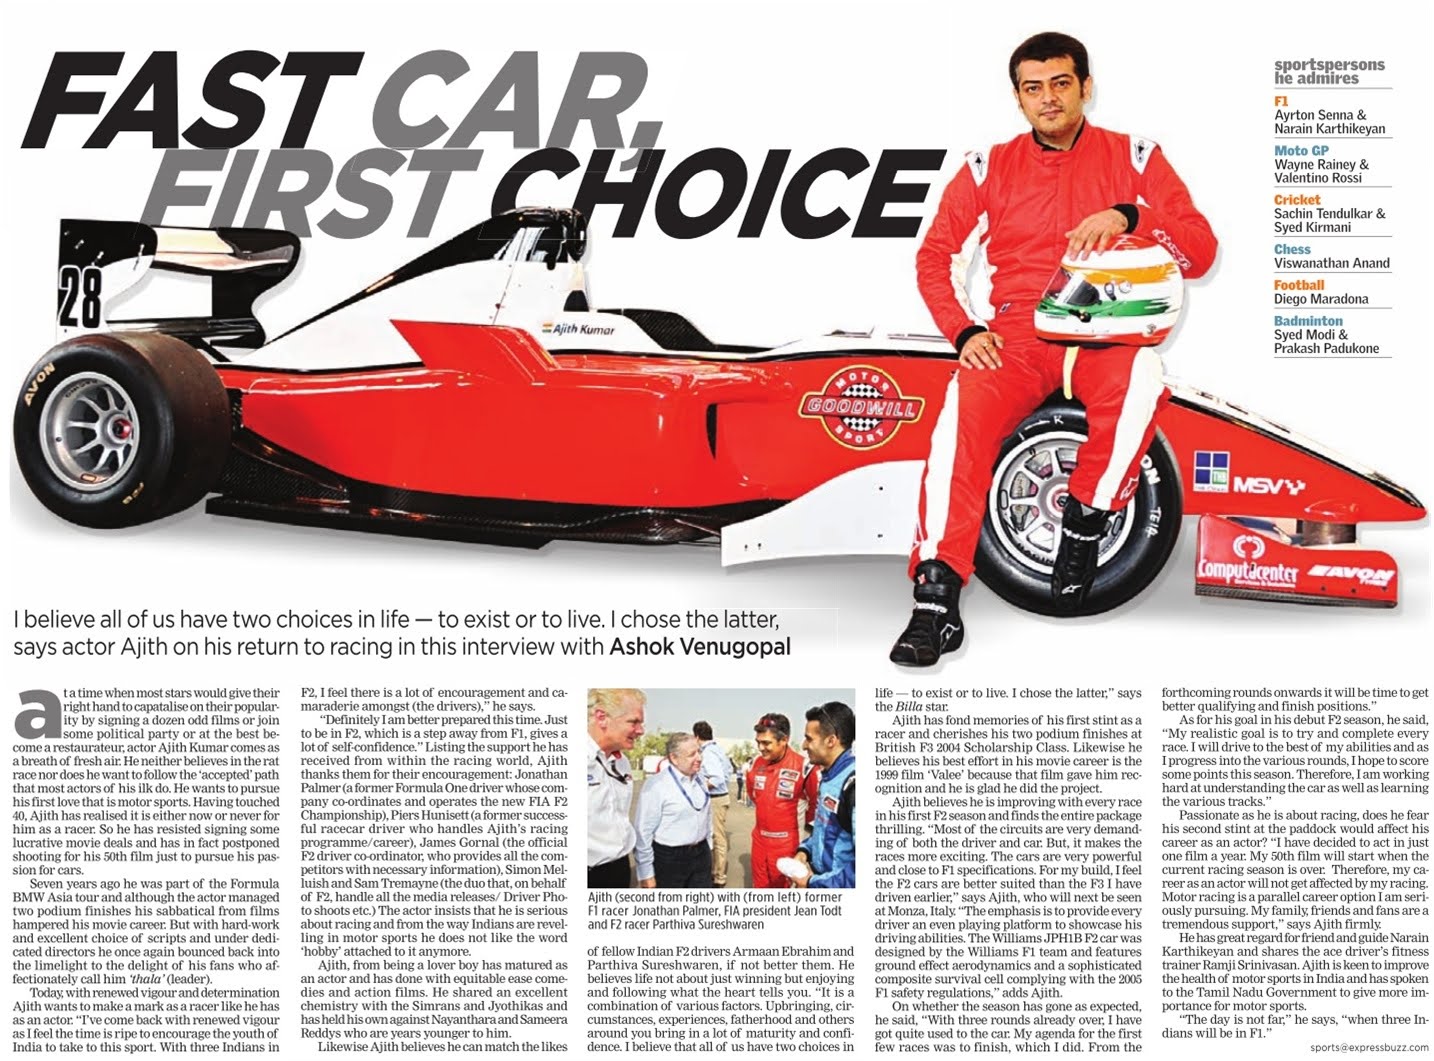 FAST CAR,
FIRST CHOICE
sportspersons
he admires
F1
Ayrton Senna &
Narain Karthikeyan
Moto GP
Wayne Rainey &
Valentino Rossi
Cricket
Sachin Tendulkar &
Syed Kirmani
Chess
Viswanathan Anand
Football
Diego Maradona
Badminton
Syed Modi &
Prakash Padukone
28
AVON
Ajith Kumar
MOTOR
GOODWILL
SPORT
MSV
Computacenter
AVON
TYRES
I believe all of us have two choices in life — to exist or to live. I chose the latter,
says actor Ajith on his return to racing in this interview with Ashok Venugopal
at a time when most stars would give their
right hand to capatalise on their popular-
ity by signing a dozen odd films or join
some political party or at the best be-
come a restaurateur, actor Ajith Kumar comes as
a breath of fresh air. He neither believes in the rat
race nor does he want to follow the ‘accepted’ path
that most actors of his ilk do. He wants to pursue
his first love that is motor sports. Having touched
40, Ajith has realised it is either now or never for
him as a racer. So he has resisted signing some
lucrative movie deals and has in fact postponed
shooting for his 50th film just to pursue his pas-
sion for cars.
Seven years ago he was part of the Formula
BMW Asia tour and although the actor managed
two podium finishes his sabbatical from films
hampered his movie career. But with hard-work
and excellent choice of scripts and under dedi-
cated directors he once again bounced back into
the limelight to the delight of his fans who af-
fectionately call him ‘thala’ (leader).
Today, with renewed vigour and determination
Ajith wants to make a mark as a racer like he has
as an actor. “I’ve come back with renewed vigour
as I feel the time is ripe to encourage the youth of
India to take to this sport. With three Indians in
F2, I feel there is a lot of encouragement and ca-
maraderie amongst (the drivers),” he says.
“Definitely I am better prepared this time. Just
to be in F2, which is a step away from F1, gives a
lot of self-confidence.” Listing the support he has
received from within the racing world, Ajith
thanks them for their encouragement: Jonathan
Palmer (a former Formula One driver whose com-
pany co-ordinates and operates the new FIA F2
Championship), Piers Hunisett (a former success-
ful racecar driver who handles Ajith’s racing
programme/career), James Gornal (the official
F2 driver co-ordinator, who provides all the com-
petitors with necessary information), Simon Mel-
luish and Sam Tremayne (the duo that, on behalf
of F2, handle all the media releases/ Driver Pho-
to shoots etc.) The actor insists that he is serious
about racing and from the way Indians are revel-
ling in motor sports he does not like the word
‘hobby’ attached to it anymore.
Ajith, from being a lover boy has matured as
an actor and has done with equitable ease come-
dies and action films. He shared an excellent
chemistry with the Simrans and Jyothikas and
has held his own against Nayanthara and Sameera
Reddys who are years younger to him.
Likewise Ajith believes he can match the likes
Ajith (second from right) with (from left) former
F1 racer Jonathan Palmer, FIA president Jean Todt
and F2 racer Parthiva Sureshwaren
of fellow Indian F2 drivers Armaan Ebrahim and
Parthiva Sureshwaren, if not better them. He
believes life not about just winning but enjoying
and following what the heart tells you. “It is a
combination of various factors. Upbringing, cir-
cumstances, experiences, fatherhood and others
around you bring in a lot of maturity and confi-
dence. I believe that all of us have two choices in
life — to exist or to live. I chose the latter,” says
the Billa star.
Ajith has fond memories of his first stint as a
racer and cherishes his two podium finishes at
British F3 2004 Scholarship Class. Likewise he
believes his best effort in his movie career is the
1999 film ‘Valee’ because that film gave him rec-
ognition and he is glad he did the project.
Ajith believes he is improving with every race
in his first F2 season and finds the entire package
thrilling. “Most of the circuits are very demand-
ing of both the driver and car. But, it makes the
races more exciting. The cars are very powerful
and close to F1 specifications. For my build, I feel
the F2 cars are better suited than the F3 I have
driven earlier,” says Ajith, who will next be seen
at Monza, Italy. “The emphasis is to provide every
driver an even playing platform to showcase his
driving abilities. The Williams JPH1B F2 car was
designed by the Williams F1 team and features
ground effect aerodynamics and a sophisticated
composite survival cell complying with the 2005
F1 safety regulations,” adds Ajith.
On whether the season has gone as expected,
he said, “With three rounds already over, I have
got quite used to the car. My agenda for the first
few races was to finish, which I did. From the
forthcoming rounds onwards it will be time to get
better qualifying and finish positions.”
As for his goal in his debut F2 season, he said,
“My realistic goal is to try and complete every
race. I will drive to the best of my abilities and as
I progress into the various rounds, I hope to score
some points this season. Therefore, I am working
hard at understanding the car as well as learning
the various tracks.”
Passionate as he is about racing, does he fear
his second stint at the paddock would affect his
career as an actor? “I have decided to act in just
one film a year. My 50th film will start when the
current racing season is over. Therefore, my ca-
reer as an actor will not get affected by my racing.
Motor racing is a parallel career option I am seri-
ously pursuing. My family, friends and fans are a
tremendous support,” says Ajith firmly.
He has great regard for friend and guide Narain
Karthikeyan and shares the ace driver’s fitness
trainer Ramji Srinivasan. Ajith is keen to improve
the health of motor sports in India and has spoken
to the Tamil Nadu Government to give more im-
portance for motor sports.
“The day is not far,” he says, “when three In-
dians will be in F1.”
sports@expressbuzz.com